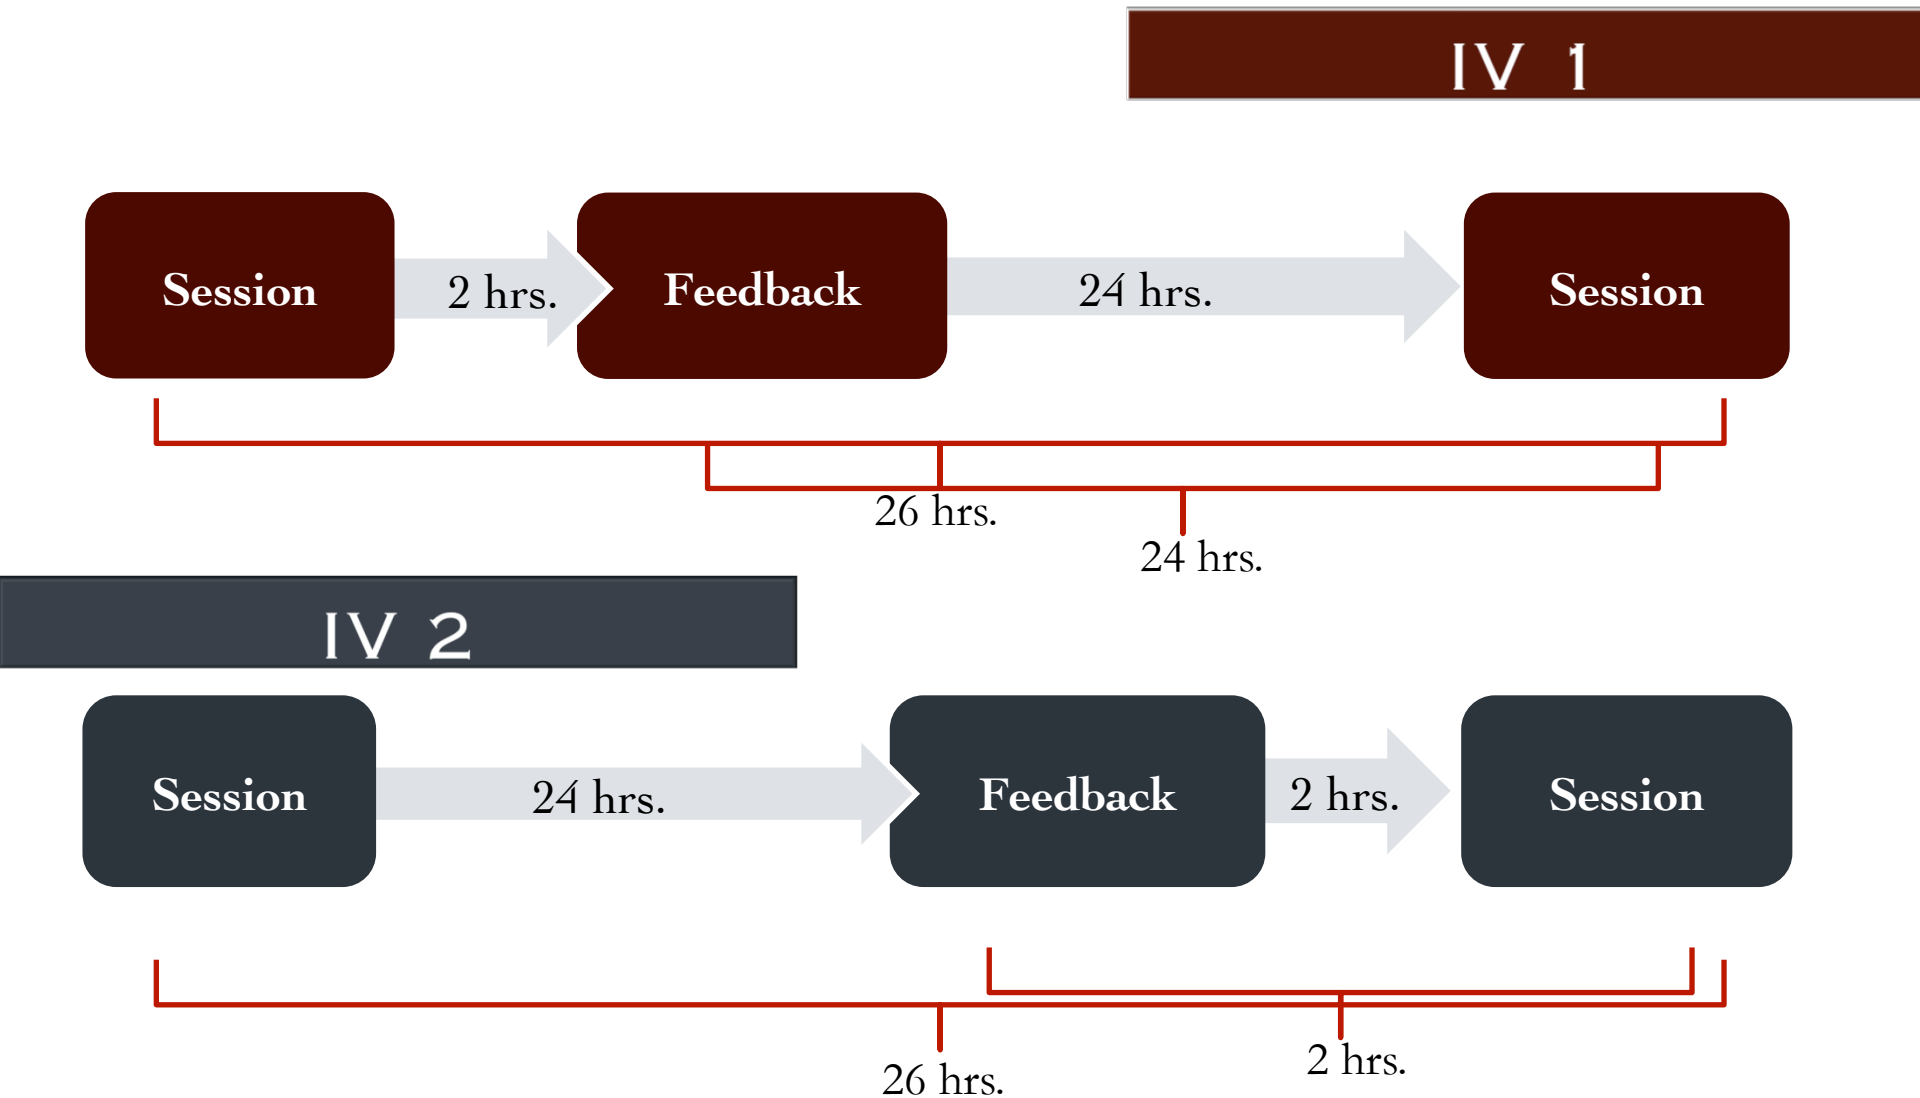 IV 1
Session
2 hrs.
Feedback
24 hrs.
Session
26 hrs.
24 hrs.
IV 2
Session
24 hrs.
Feedback
2 hrs.
Session
2 hrs.
26 hrs.